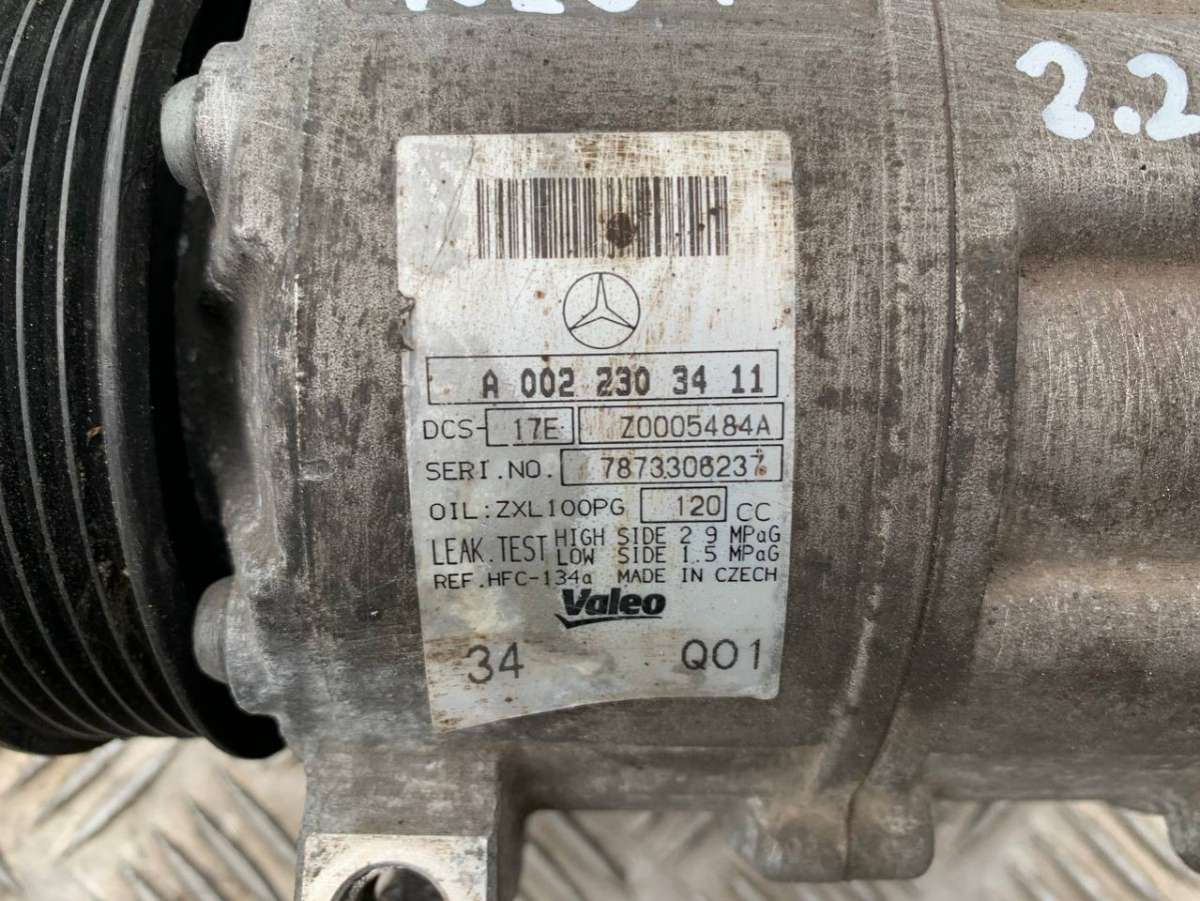 2.2
A 002 230 34 11
DCS- 17E Z0005484A
SERI.NO. 7873306237
OIL:ZXL100PG 120 CC
LEAK.TEST HIGH SIDE 2.9 MPaG
LOW SIDE 1.5 MPaG
REF.HFC-134a MADE IN CZECH
Valeo
34 Q01